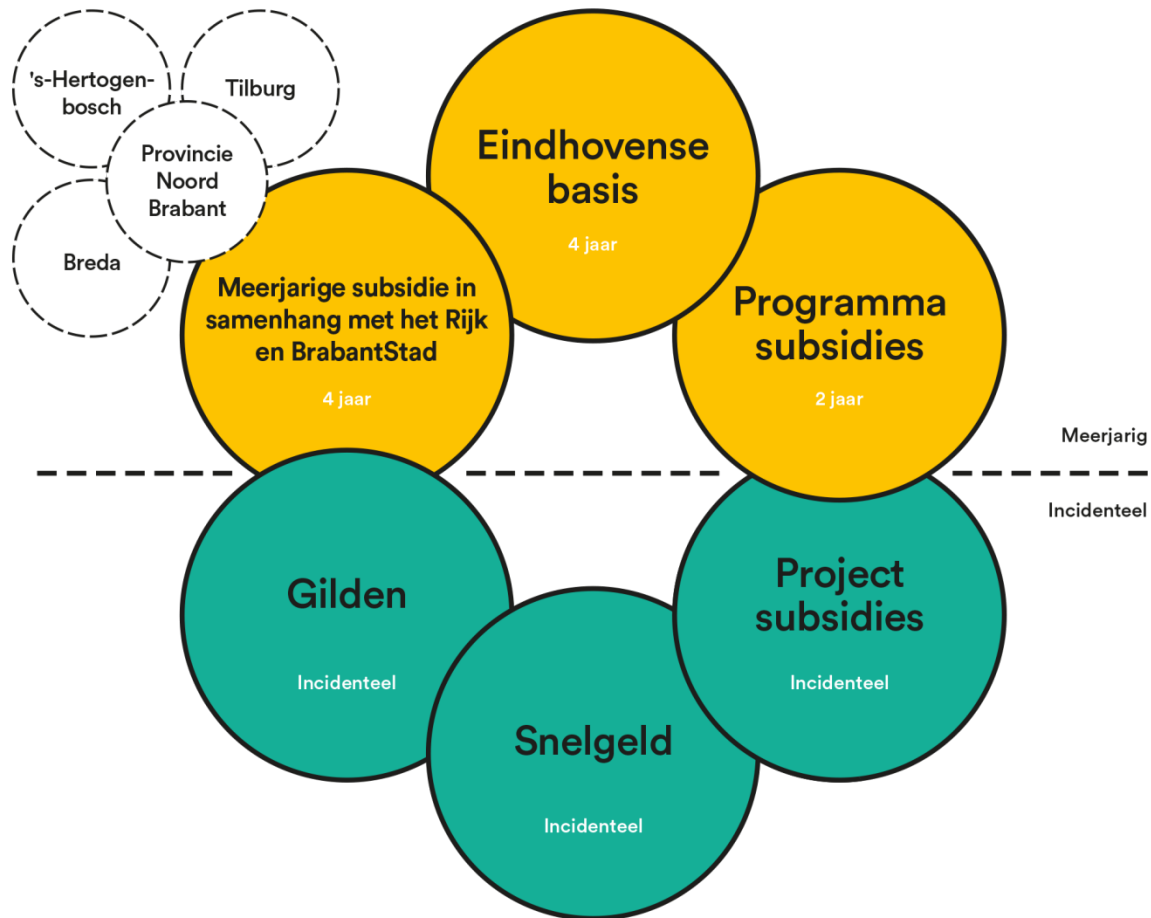 's-Hertogen-
bosch
Tilburg
Provincie
Noord
Brabant
Breda
Eindhovense
basis
4 jaar
Meerjarige subsidie in
samenhang met het Rijk
en BrabantStad
4 jaar
Programma
subsidies
2 jaar
Meerjarig
Incidenteel
Gilden
Incidenteel
Project
subsidies
Incidenteel
Snelgeld
Incidenteel